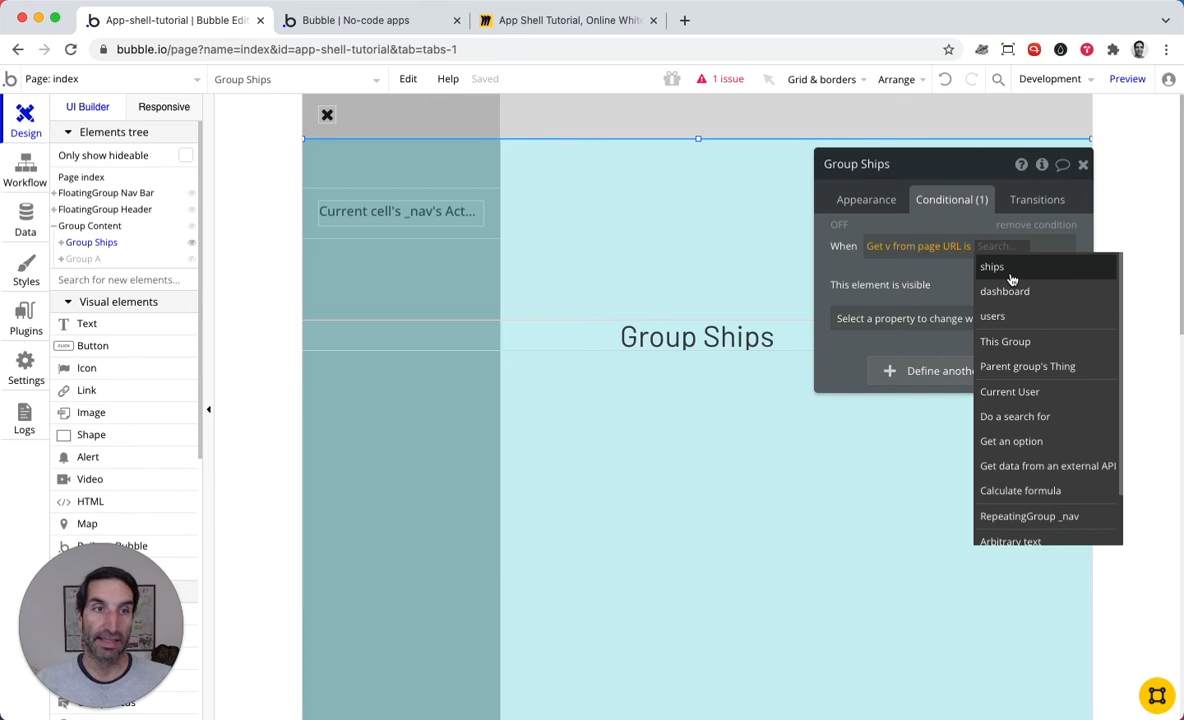 App-shell-tutorial | Bubble Edi
Bubble | No-code apps
App Shell Tutorial, Online White
bubble.io/page?name=index&id=app-shell-tutorial&tab=tabs-1
Page: index
Group Ships
Edit
Help
Saved
1 issue
Grid & borders
Arrange
Development
Preview
Design
Workflow
Data
Styles
Plugins
Settings
Logs
UI Builder
Responsive
Elements tree
Only show hideable
Page index
FloatingGroup Nav Bar
FloatingGroup Header
Group Content
Group Ships
Group A
Search for new elements...
Visual elements
Text
Button
CLICK
Icon
Link
Image
Shape
Alert
Video
HTML
Map
Current cell's _nav's Act...
Group Ships
Group Ships
Appearance
Conditional (1)
Transitions
OFF
remove condition
When
Get v from page URL is
Search...
This element is visible
Select a property to change w
Define anothe
ships
dashboard
users
This Group
Parent group's Thing
Current User
Do a search for
Get an option
Get data from an external API
Calculate formula
RepeatingGroup _nav
Arbitrary text